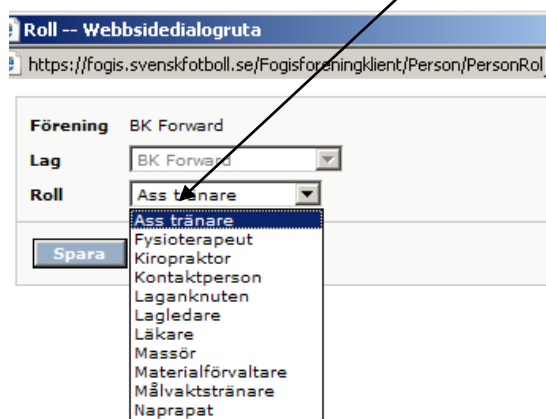 Roll -- Webbsidedialogruta
https://fogis.svenskfotboll.se/Fogisforeningklient/Person/PersonRol
Förening BK Forward
Lag BK Forward
Roll Ass tränare
Ass tränare
Fysioterapeut
Spara
Kiropraktor
Kontaktperson
Laganknuten
Lagledare
Läkare
Massör
Materialförvaltare
Målvaktstränare
Naprapat